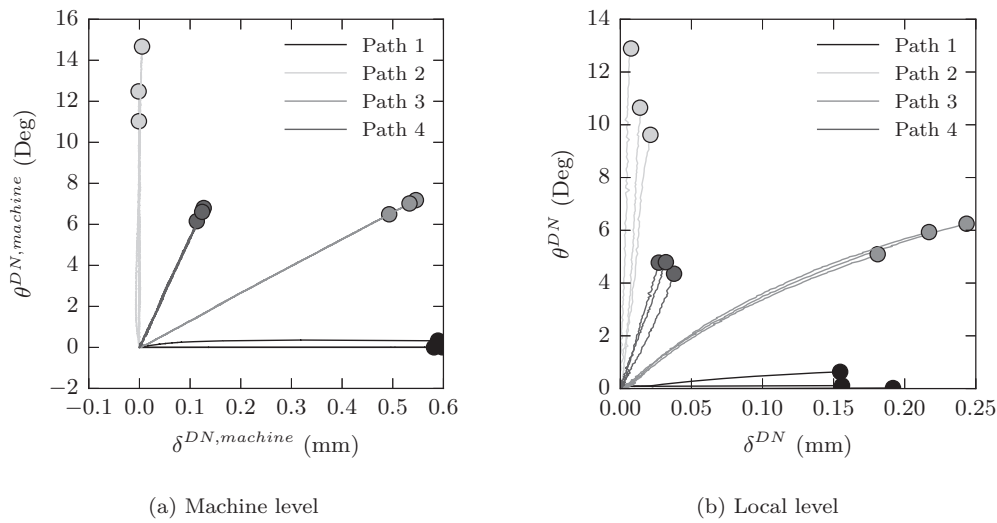 16
14
12
10
8
6
4
2
0
−2
θ^{DN,machine} (Deg)
−0.1 0.0 0.1 0.2 0.3 0.4 0.5 0.6
δ^{DN,machine} (mm)
Path 1
Path 2
Path 3
Path 4
(a) Machine level
14
12
10
8
6
4
2
0
θ^{DN} (Deg)
0.00 0.05 0.10 0.15 0.20 0.25
δ^{DN} (mm)
Path 1
Path 2
Path 3
Path 4
(b) Local level